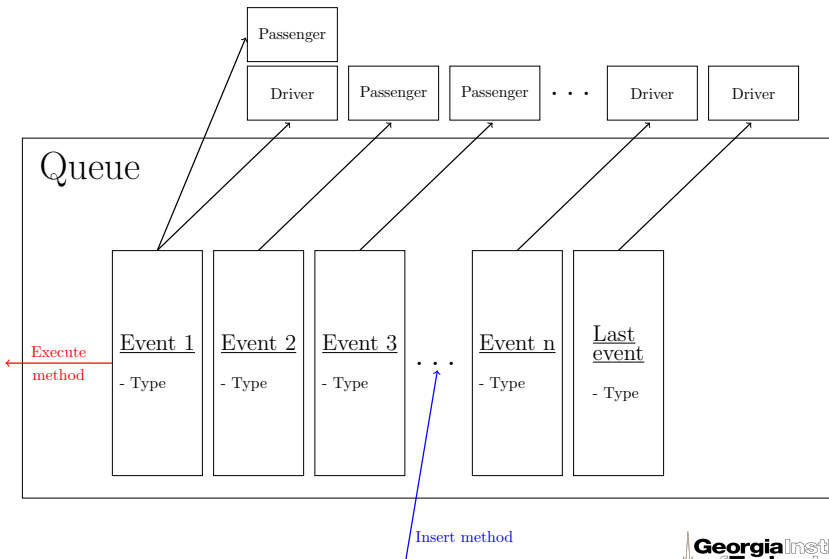 Passenger
Driver
Passenger
Passenger
. . .
Driver
Driver
Queue
Event 1
- Type
Event 2
- Type
Event 3
- Type
. . .
Event n
- Type
Last
event
- Type
Execute
method
Insert method
GeorgiaInsti